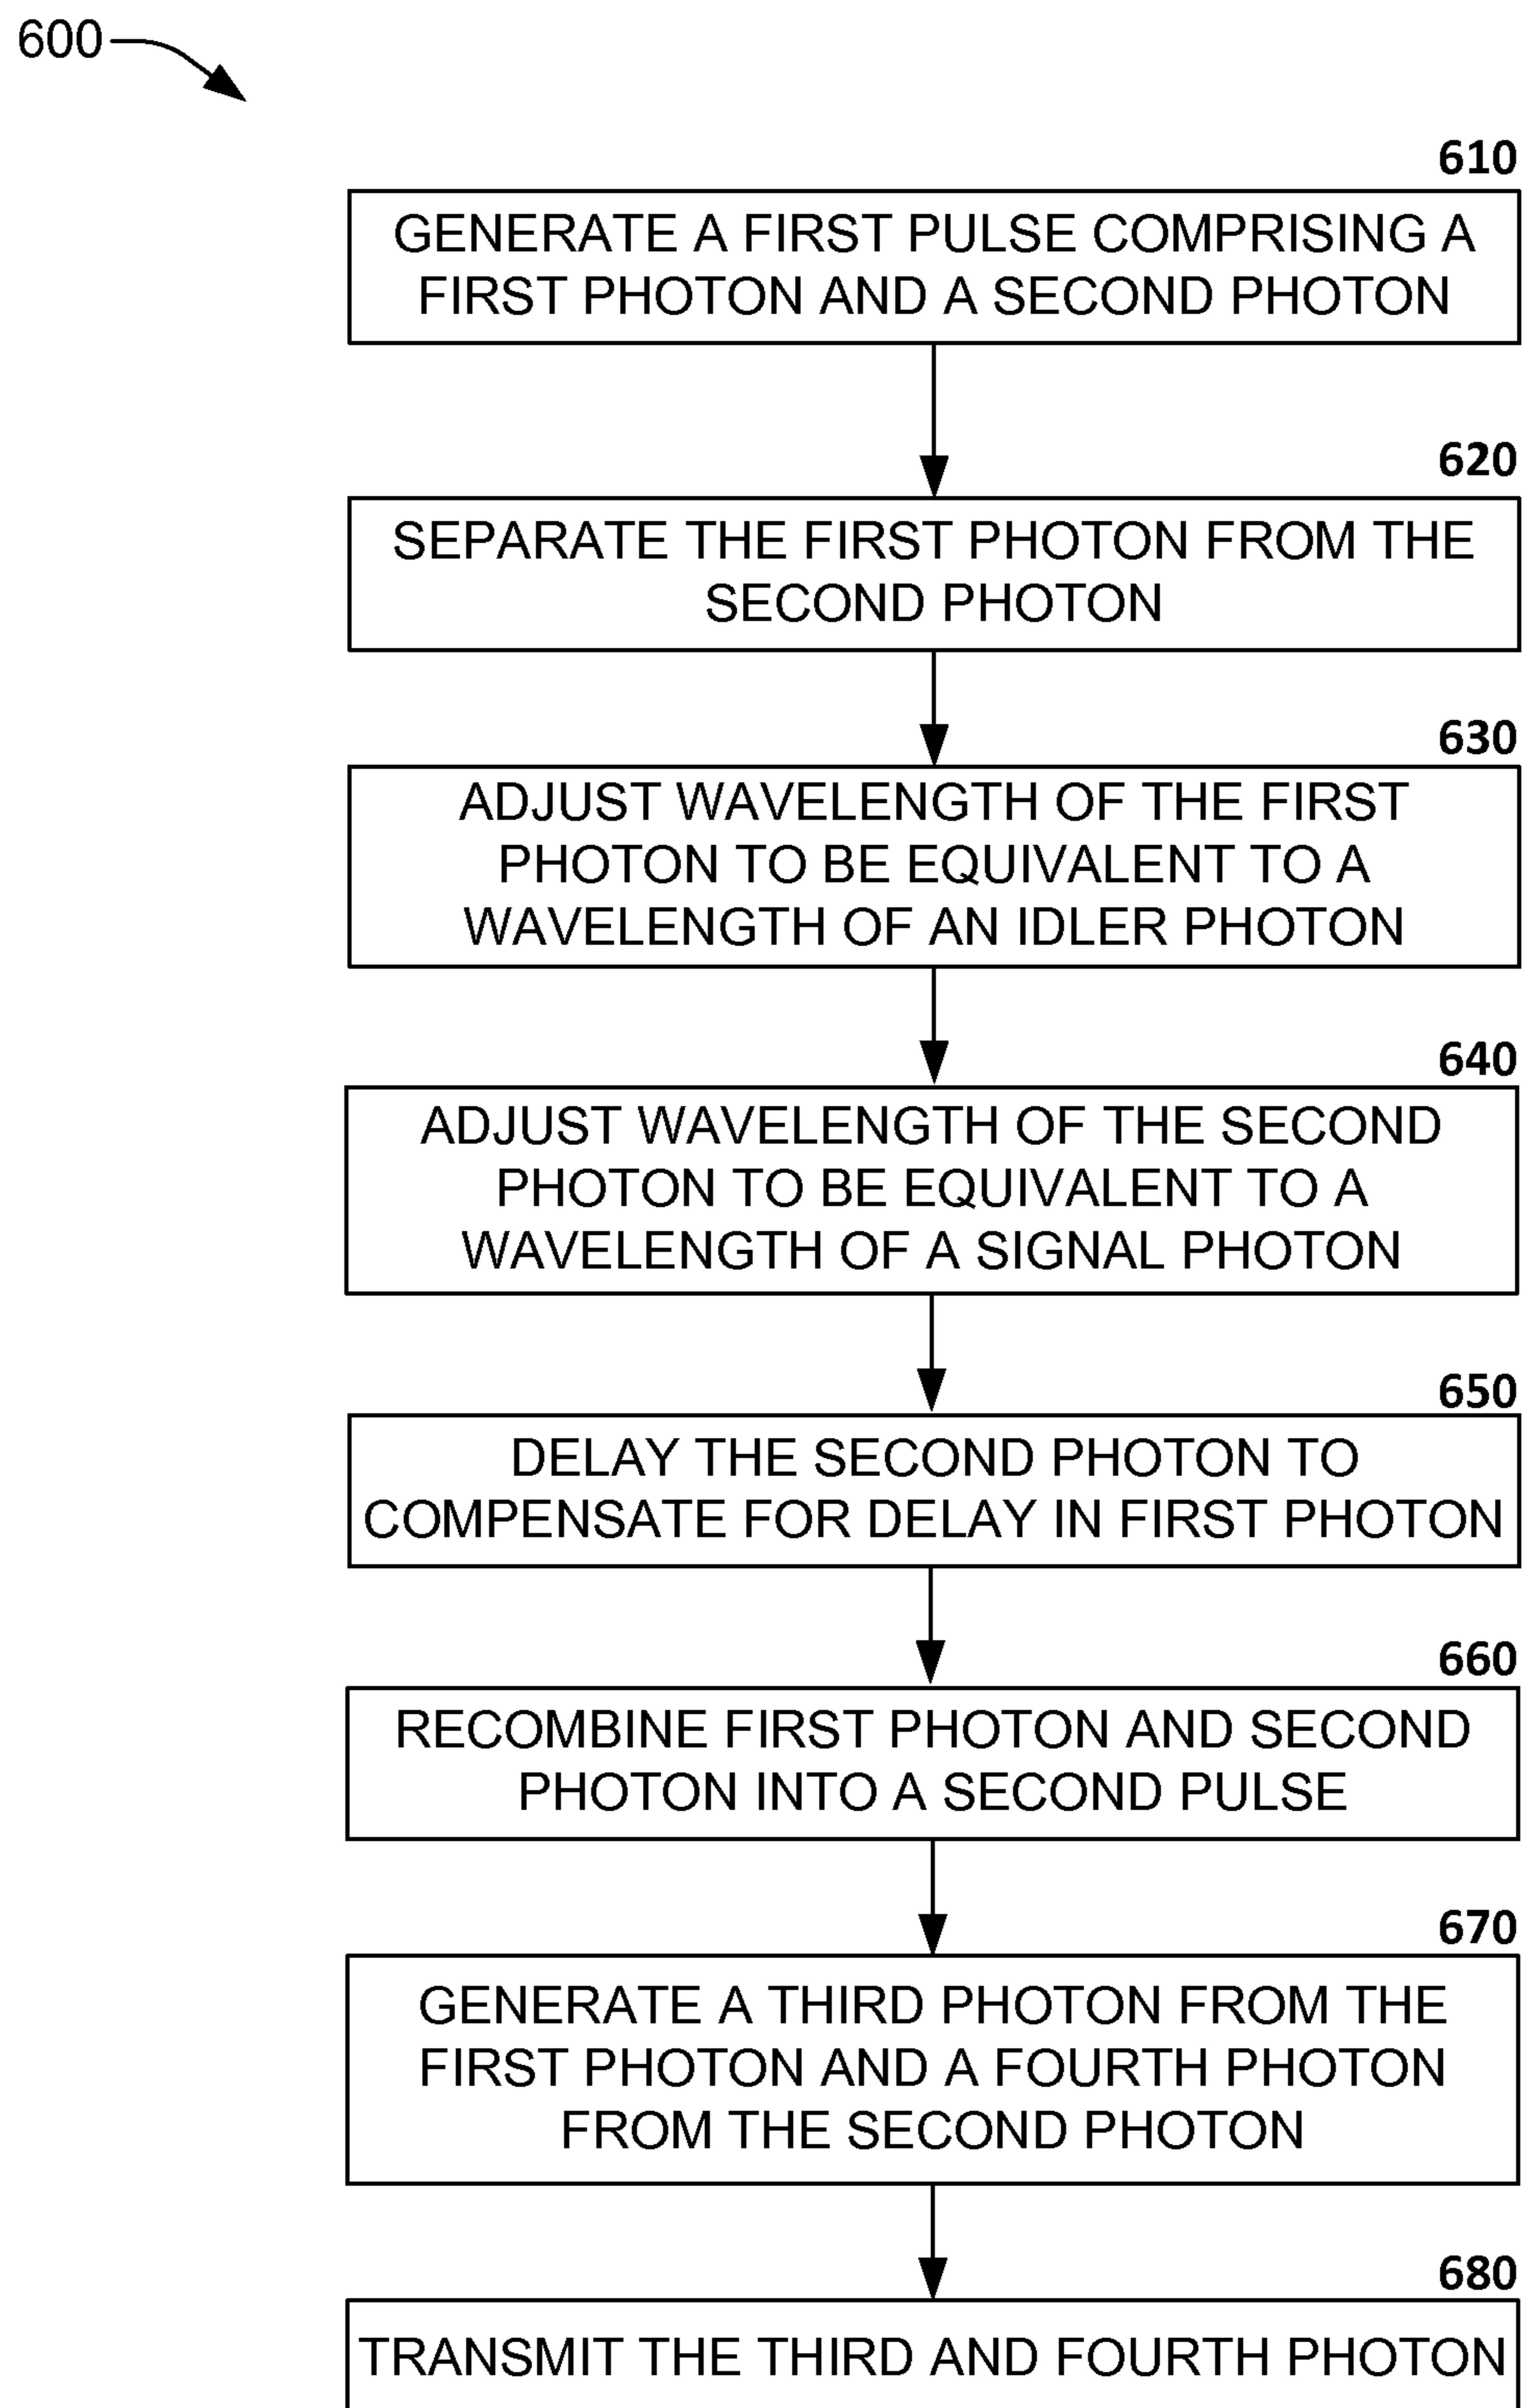 600
610
GENERATE A FIRST PULSE COMPRISING A
FIRST PHOTON AND A SECOND PHOTON
620
SEPARATE THE FIRST PHOTON FROM THE
SECOND PHOTON
630
ADJUST WAVELENGTH OF THE FIRST
PHOTON TO BE EQUIVALENT TO A
WAVELENGTH OF AN IDLER PHOTON
640
ADJUST WAVELENGTH OF THE SECOND
PHOTON TO BE EQUIVALENT TO A
WAVELENGTH OF A SIGNAL PHOTON
650
DELAY THE SECOND PHOTON TO
COMPENSATE FOR DELAY IN FIRST PHOTON
660
RECOMBINE FIRST PHOTON AND SECOND
PHOTON INTO A SECOND PULSE
670
GENERATE A THIRD PHOTON FROM THE
FIRST PHOTON AND A FOURTH PHOTON
FROM THE SECOND PHOTON
680
TRANSMIT THE THIRD AND FOURTH PHOTON